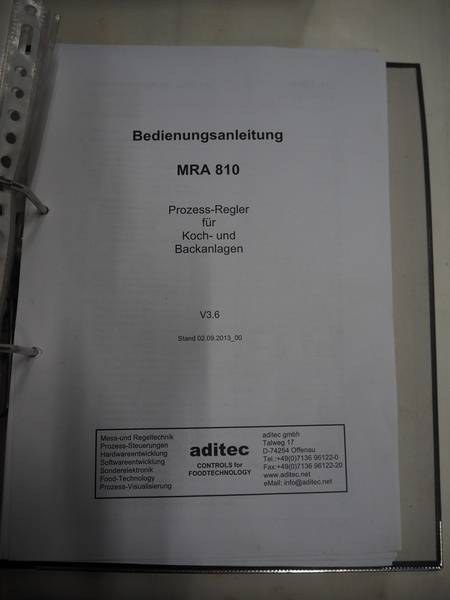 Bedienungsanleitung
MRA 810
Prozess-Regler
für
Koch- und
Backanlagen
V3.6
Stand 02.09.2013_00
Mess-und Regeltechnik
Prozess-Steuerungen
Hardwareentwicklung
Softwareentwicklung
Sonderelektronik
Food-Technology
Prozess-Visualisierung
aditec
CONTROLS for
FOODTECHNOLOGY
aditec gmbh
Talweg 17
D-74254 Offenau
Tel.:+49(0)7136 96122-0
Fax:+49(0)7136 96122-20
www.aditec.net
eMail: info@aditec.net